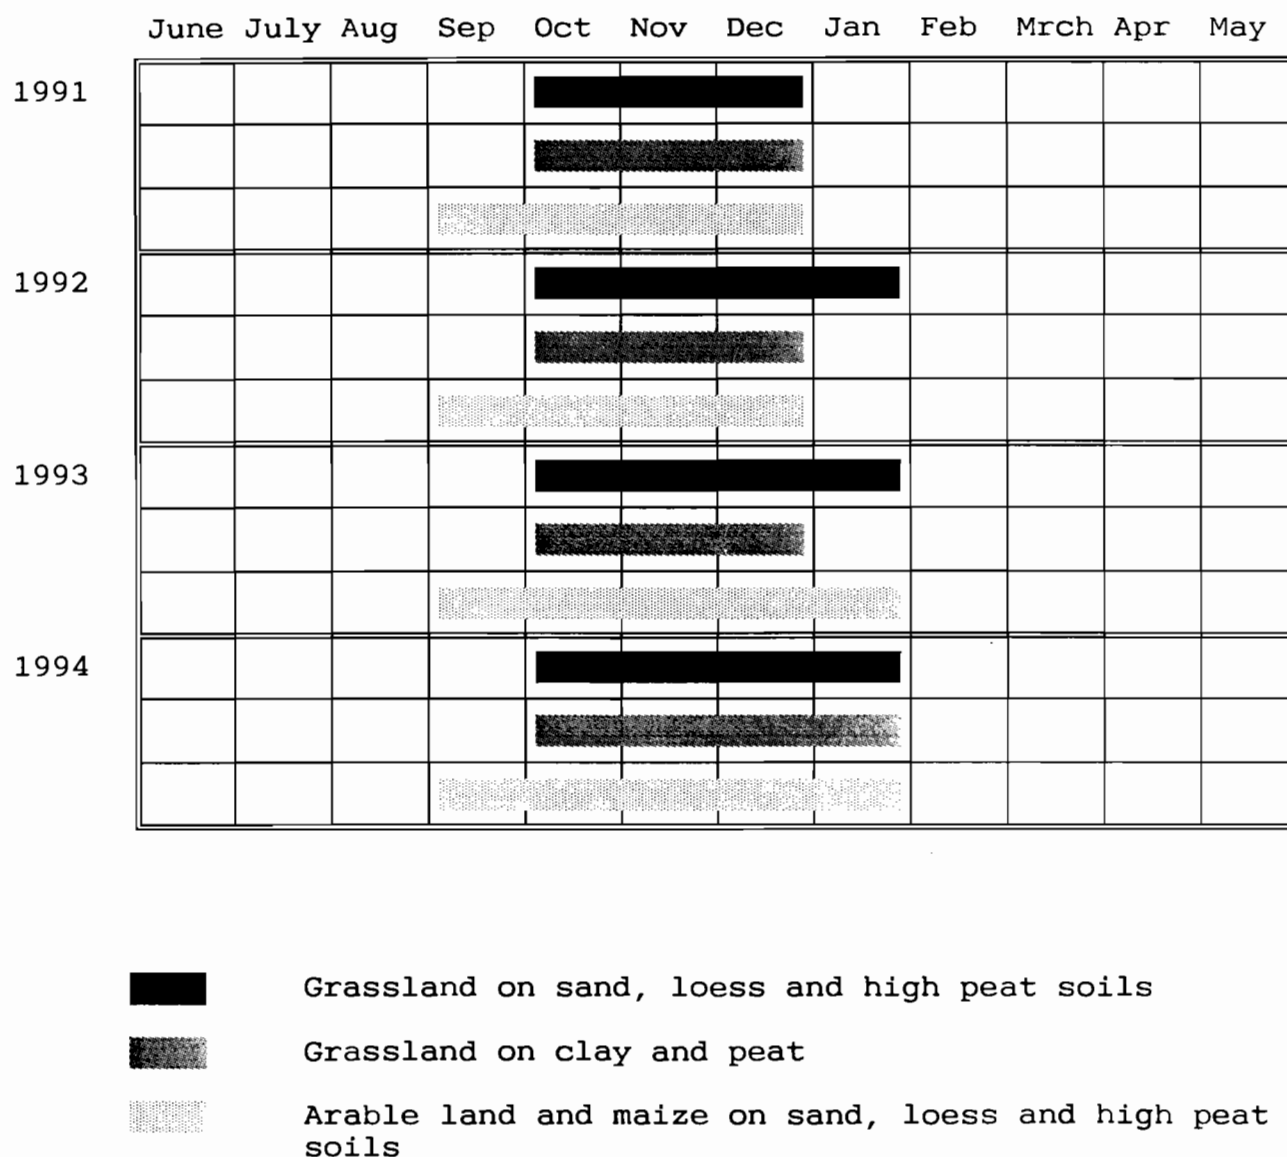 June July Aug Sep Oct Nov Dec Jan Feb Mrch Apr May
1991
1992
1993
1994
Grassland on sand, loess and high peat soils
Grassland on clay and peat
Arable land and maize on sand, loess and high peat
soils